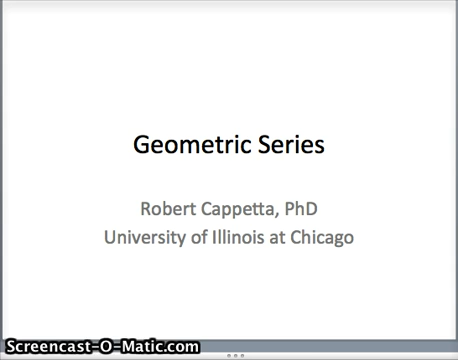 Geometric Series
Robert Cappetta, PhD
University of Illinois at Chicago
Screencast-O-Matic.com